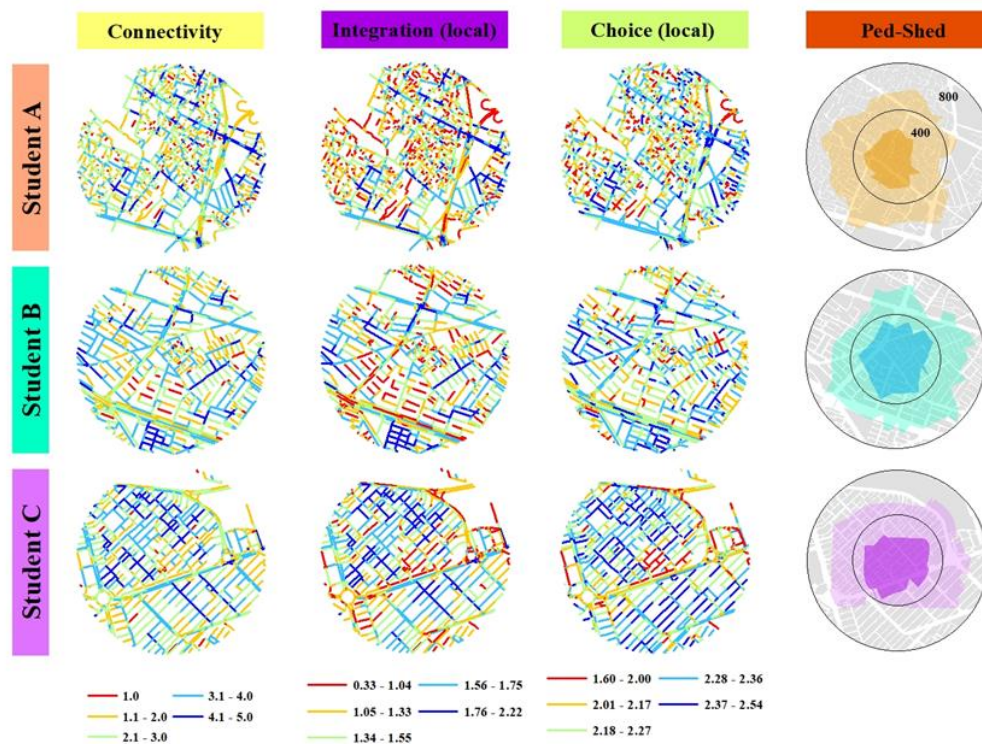 Connectivity
Integration (local)
Choice (local)
Ped-Shed
Student A
800
400
Student B
Student C
1.0
3.1 - 4.0
1.1 - 2.0
4.1 - 5.0
2.1 - 3.0
0.33 - 1.04
1.56 - 1.75
1.05 - 1.33
1.76 - 2.22
1.34 - 1.55
1.60 - 2.00
2.28 - 2.36
2.01 - 2.17
2.37 - 2.54
2.18 - 2.27